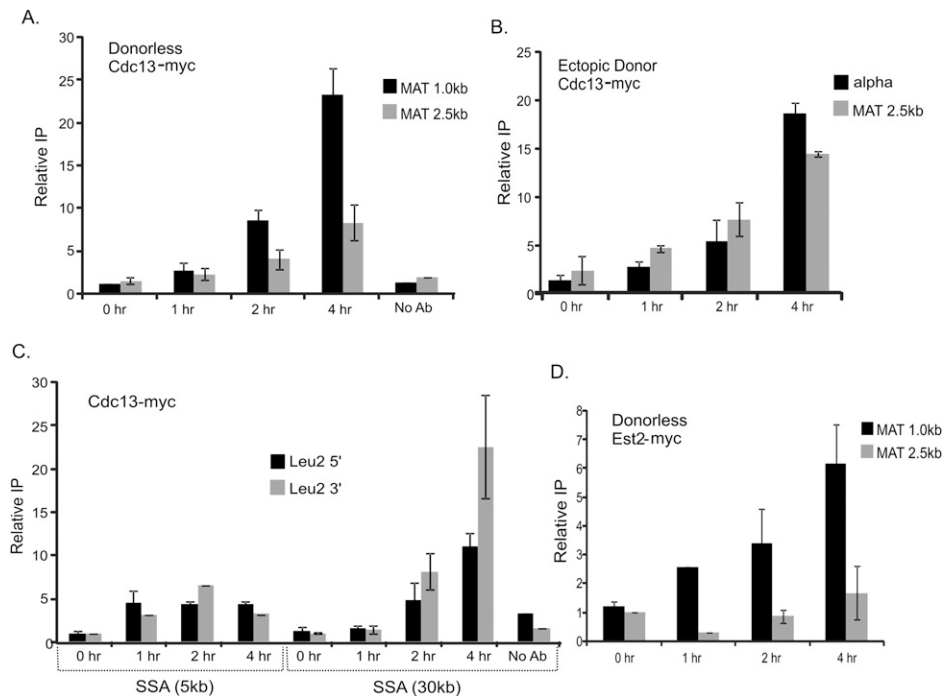 A.
Donorless
Cdc13-myc
MAT 1.0kb
MAT 2.5kb
Relative IP
30
25
20
15
10
5
0
0 hr 1 hr 2 hr 4 hr No Ab
B.
Ectopic Donor
Cdc13-myc
alpha
MAT 2.5kb
Relative IP
25
20
15
10
5
0
0 hr 1 hr 2 hr 4 hr
C.
Cdc13-myc
Leu2 5'
Leu2 3'
Relative IP
30
25
20
15
10
5
0
0 hr 1 hr 2 hr 4 hr 0 hr 1 hr 2 hr 4 hr No Ab
SSA (5kb) SSA (30kb)
D.
Donorless
Est2-myc
MAT 1.0kb
MAT 2.5kb
Relative IP
8
7
6
5
4
3
2
1
0
0 hr 1 hr 2 hr 4 hr